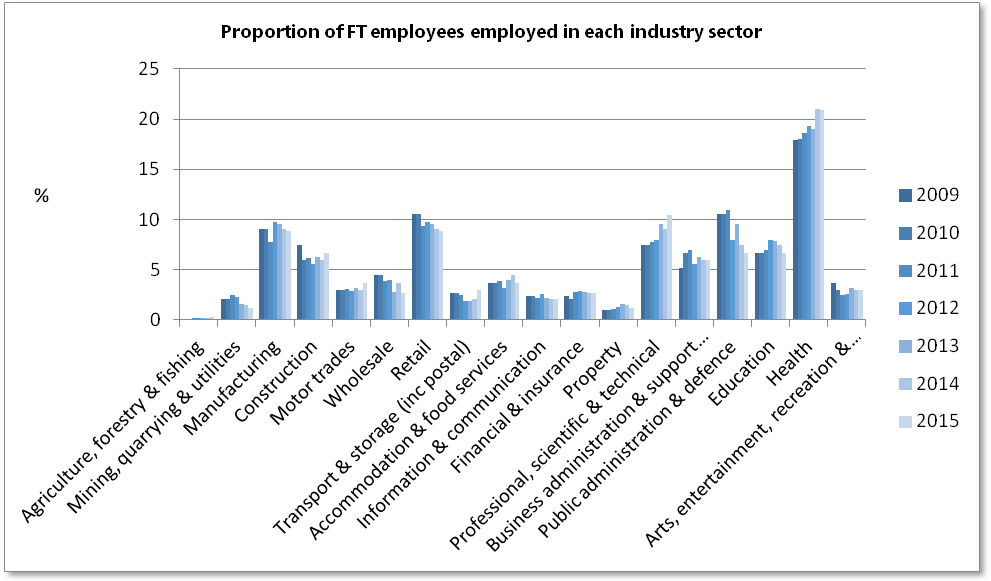 Proportion of FT employees employed in each industry sector
25
20
15
10
5
0
%
Agriculture, forestry & fishing
Mining, quarrying & utilities
Manufacturing
Construction
Motor trades
Wholesale
Retail
Transport & storage (inc postal)
Accommodation & food services
Information & communication
Financial & insurance
Property
Professional, scientific & technical
Business administration & support...
Public administration & defence
Education
Health
Arts, entertainment, recreation &...
2009
2010
2011
2012
2013
2014
2015